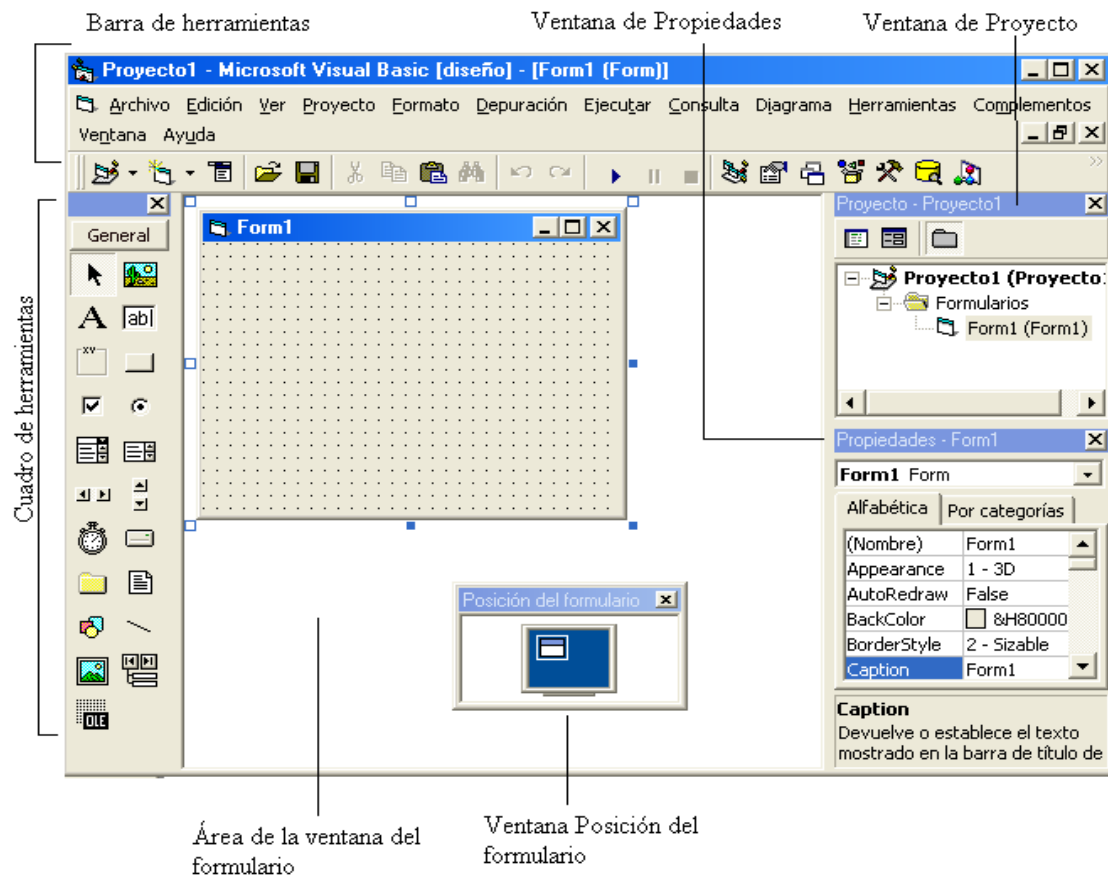 Barra de herramientas
Ventana de Propiedades
Ventana de Proyecto
Proyecto1 - Microsoft Visual Basic [diseño] - [Form1 (Form)]
Archivo Edición Ver Proyecto Formato Depuración Ejecutar Consulta Diagrama Herramientas Complementos
Ventana Ayuda
Cuadro de herramientas
General
A
ab
XY
OLE
Form1
Proyecto - Proyecto1
Proyecto1 (Proyecto
Formularios
Form1 (Form1)
Propiedades - Form1
Form1 Form
Alfabética Por categorías
(Nombre) Form1
Appearance 1 - 3D
AutoRedraw False
BackColor &H80000
BorderStyle 2 - Sizable
Caption Form1
Caption
Devuelve o establece el texto
mostrado en la barra de título de
Posición del formulario
Área de la ventana del
formulario
Ventana Posición del
formulario